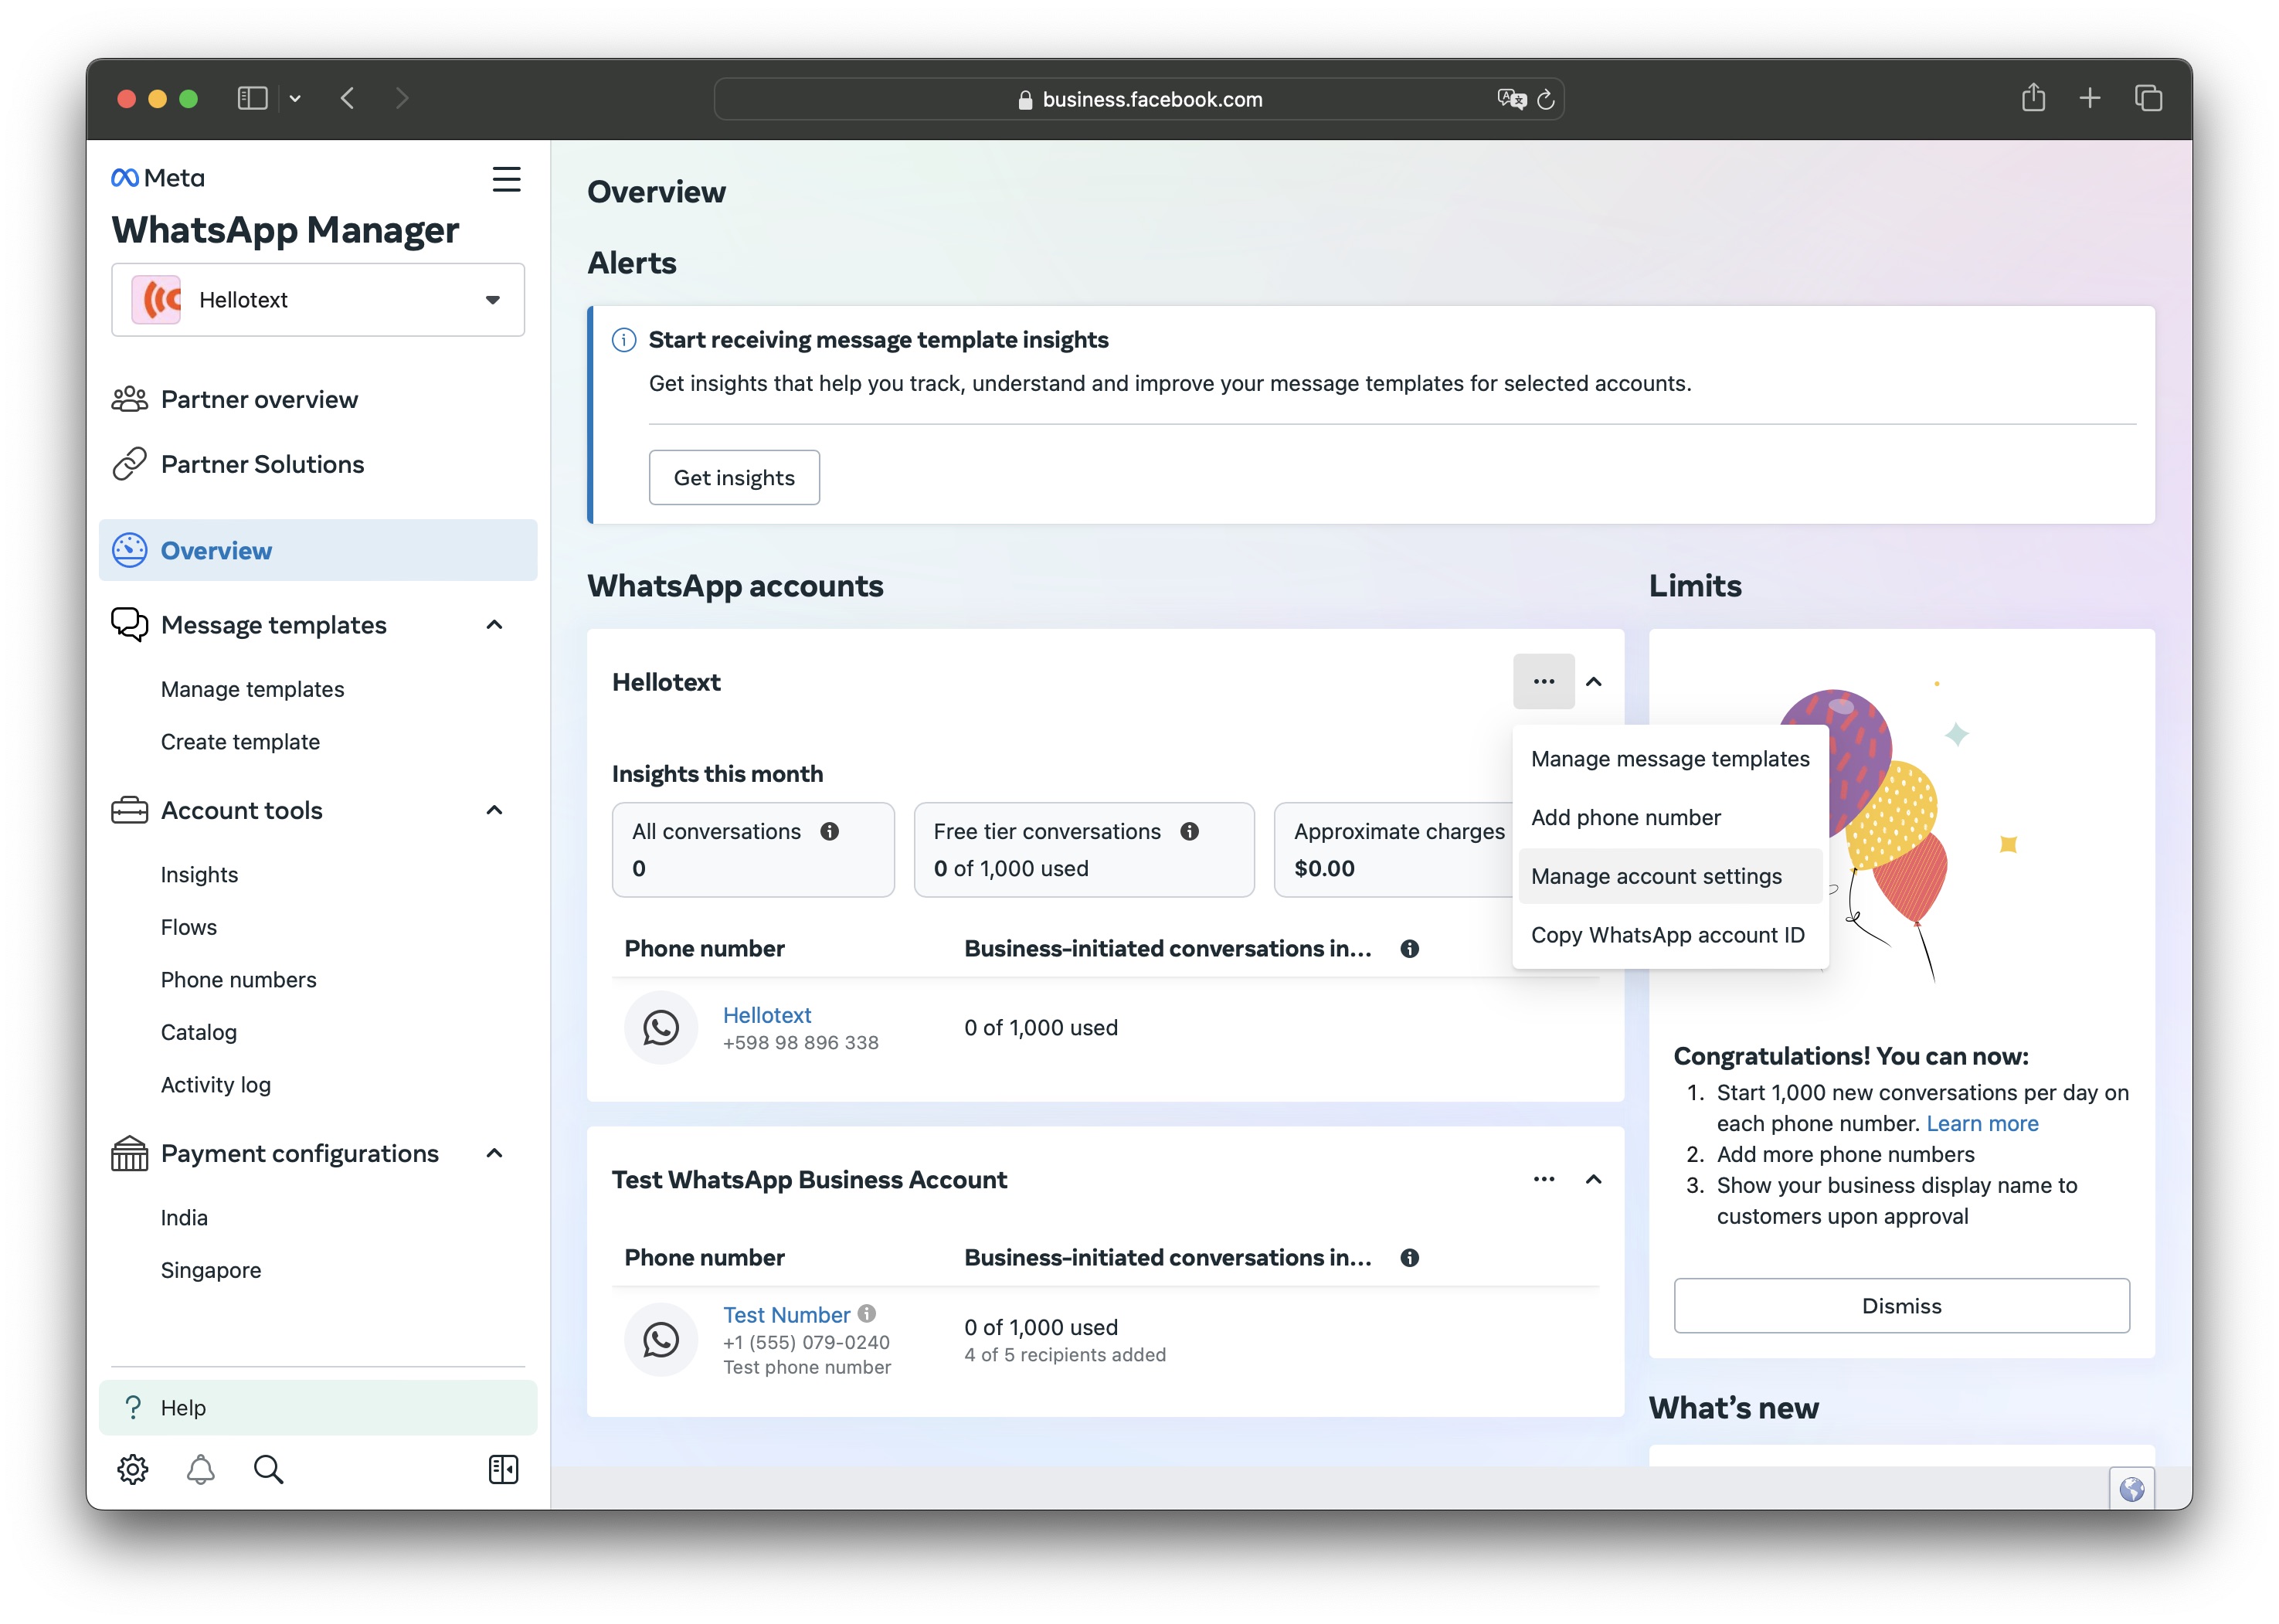 business.facebook.com
Meta
WhatsApp Manager
Hellotext
Partner overview
Partner Solutions
Overview
Message templates
Manage templates
Create template
Account tools
Insights
Flows
Phone numbers
Catalog
Activity log
Payment configurations
India
Singapore
? Help
Overview
Alerts
Start receiving message template insights
Get insights that help you track, understand and improve your message templates for selected accounts.
Get insights
WhatsApp accounts
Hellotext
Insights this month
All conversations
0
Free tier conversations
0 of 1,000 used
Approximate charges
$0.00
Manage message templates
Add phone number
Manage account settings
Copy WhatsApp account ID
Phone number Business-initiated conversations in...
Hellotext
+598 98 896 338
0 of 1,000 used
Test WhatsApp Business Account
Phone number Business-initiated conversations in...
Test Number
+1 (555) 079-0240
Test phone number
0 of 1,000 used
4 of 5 recipients added
Limits
Congratulations! You can now:
1. Start 1,000 new conversations per day on
each phone number. Learn more
2. Add more phone numbers
3. Show your business display name to
customers upon approval
Dismiss
What's new